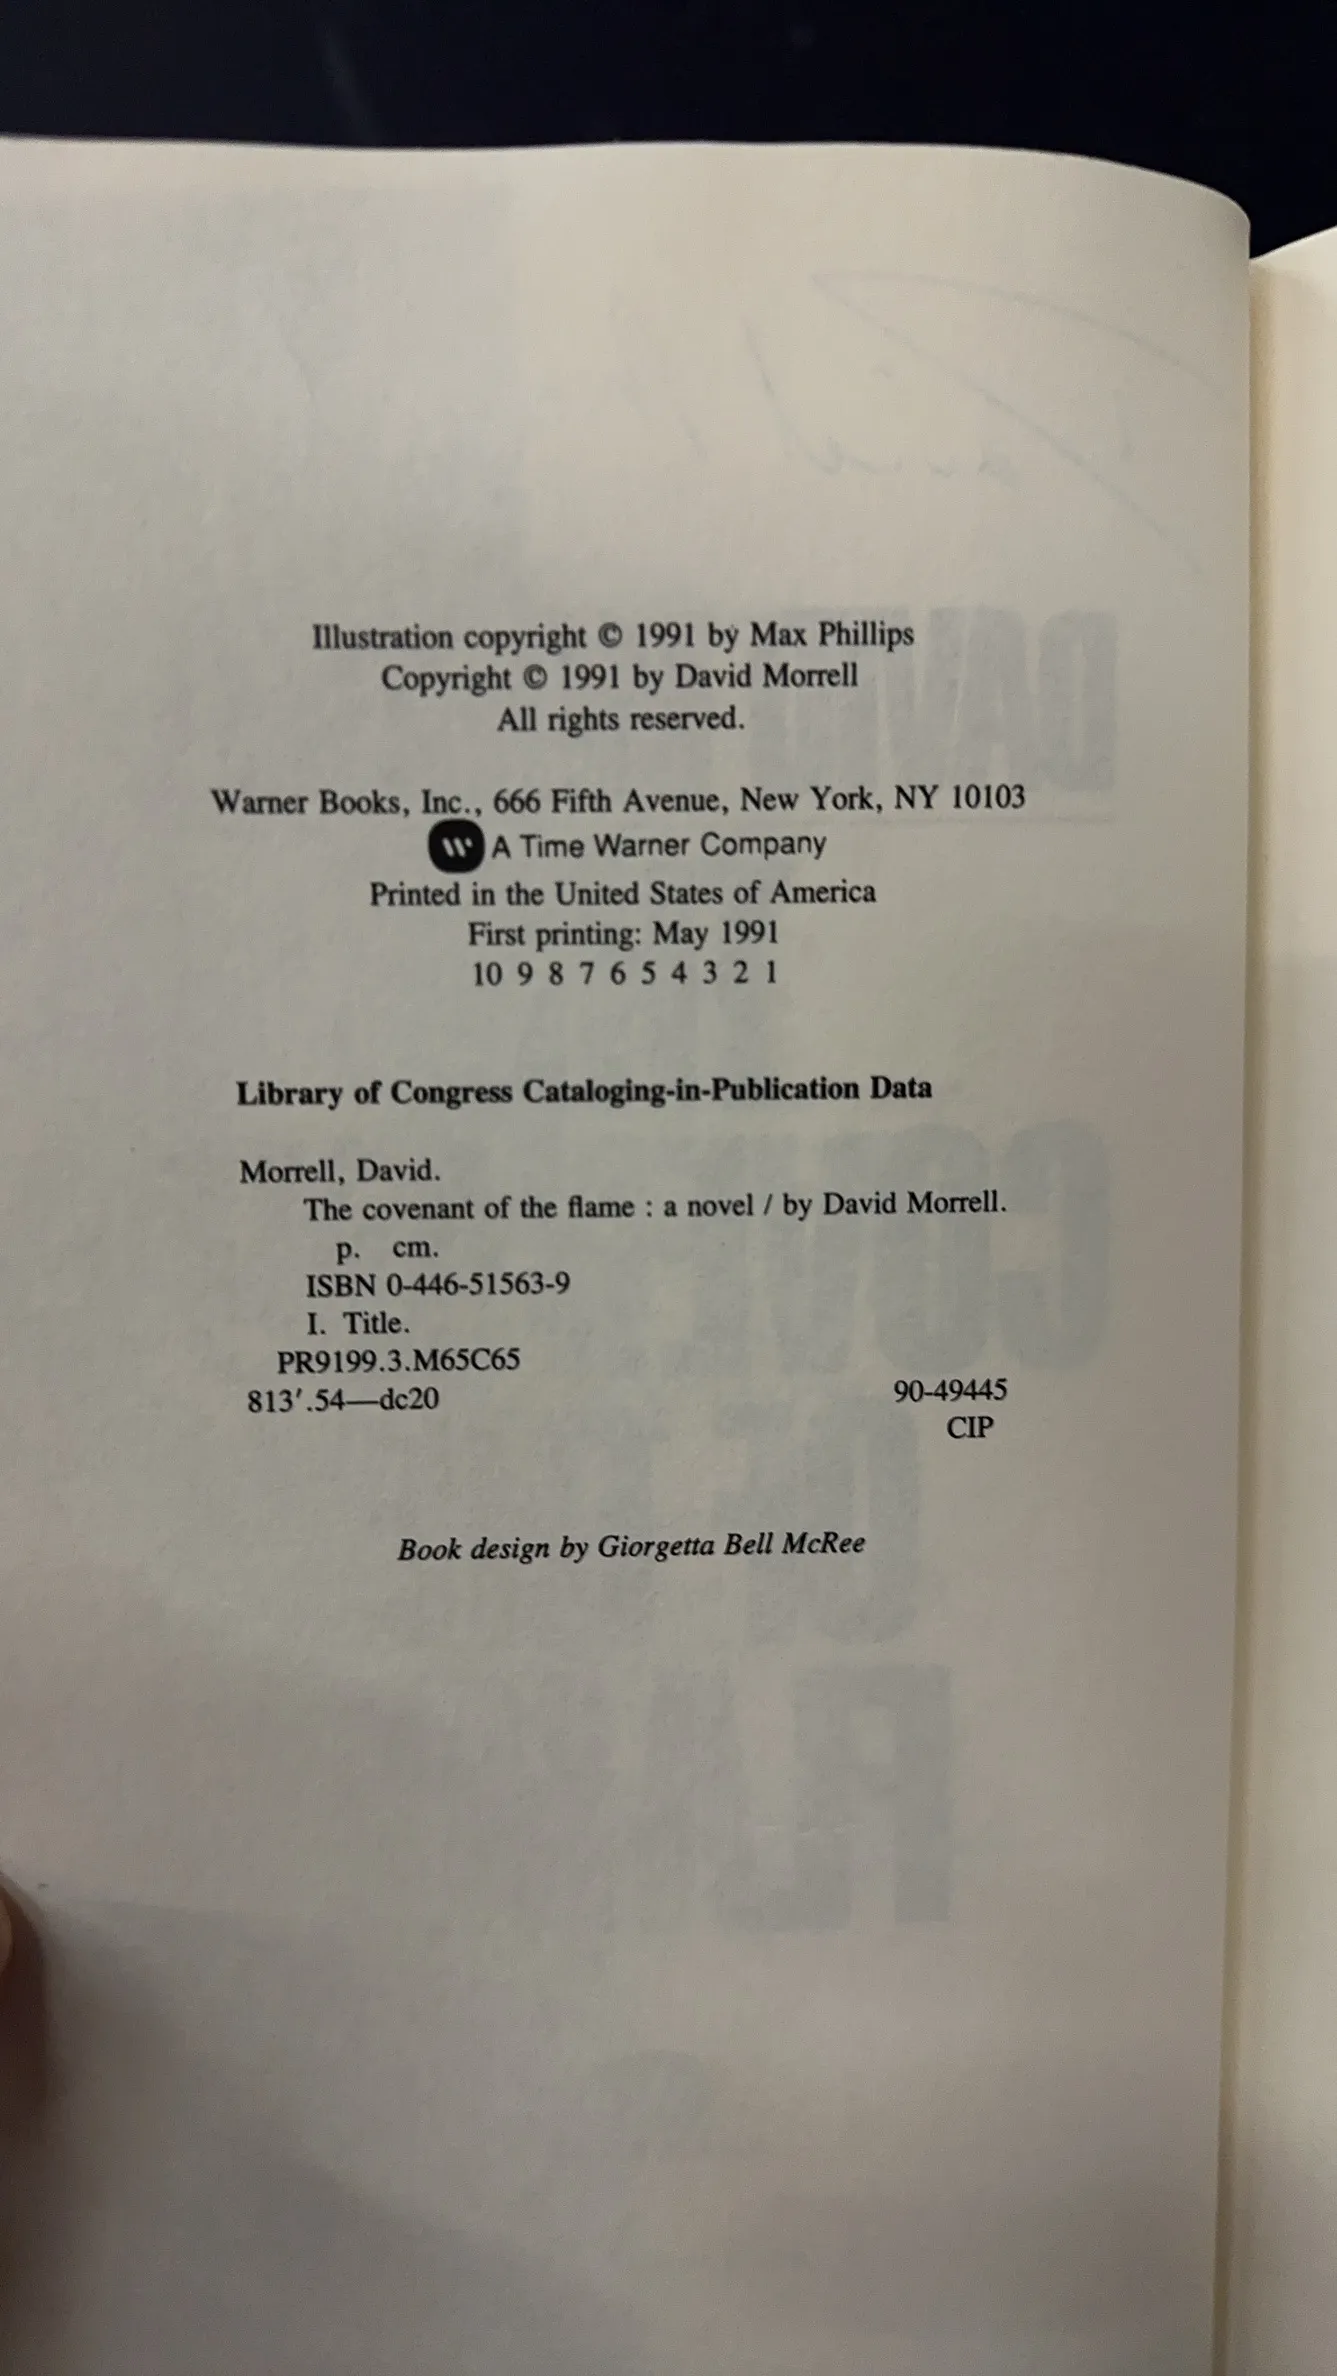 Illustration copyright © 1991 by Max Phillips
Copyright © 1991 by David Morrell
All rights reserved.
Warner Books, Inc., 666 Fifth Avenue, New York, NY 10103
W A Time Warner Company
Printed in the United States of America
First printing: May 1991
10 9 8 7 6 5 4 3 2 1
Library of Congress Cataloging-in-Publication Data
Morrell, David.
The covenant of the flame : a novel / by David Morrell.
p. cm.
ISBN 0-446-51563-9
I. Title.
PR9199.3.M65C65
813′.54—dc20
90-49445
CIP
Book design by Giorgetta Bell McRee